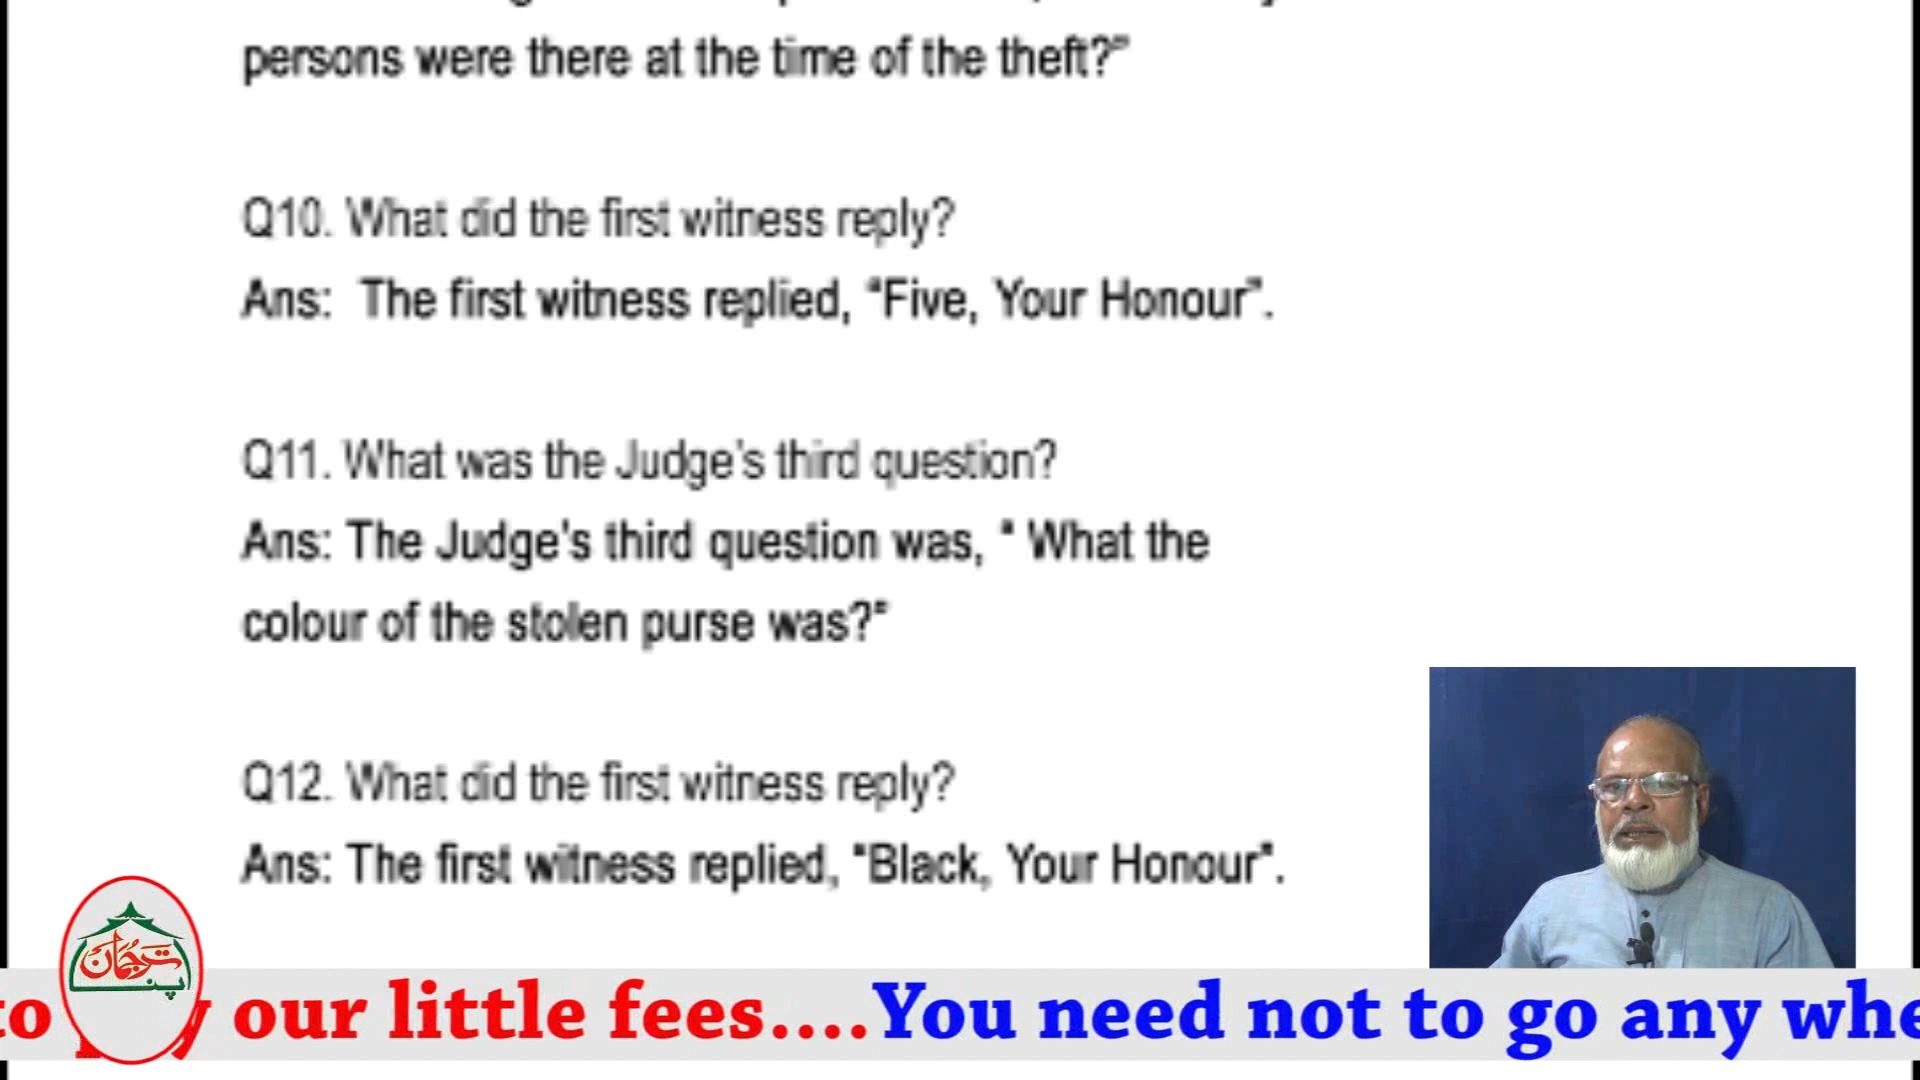 persons were there at the time of the theft?"
Q10. What did the first witness reply?
Ans: The first witness replied, "Five, Your Honour".
Q11. What was the Judge's third question?
Ans: The Judge's third question was, " What the
colour of the stolen purse was?"
Q12. What did the first witness reply?
Ans: The first witness replied, "Black, Your Honour".
ترجمان
پٹنہ
to our little fees....You need not to go any whe